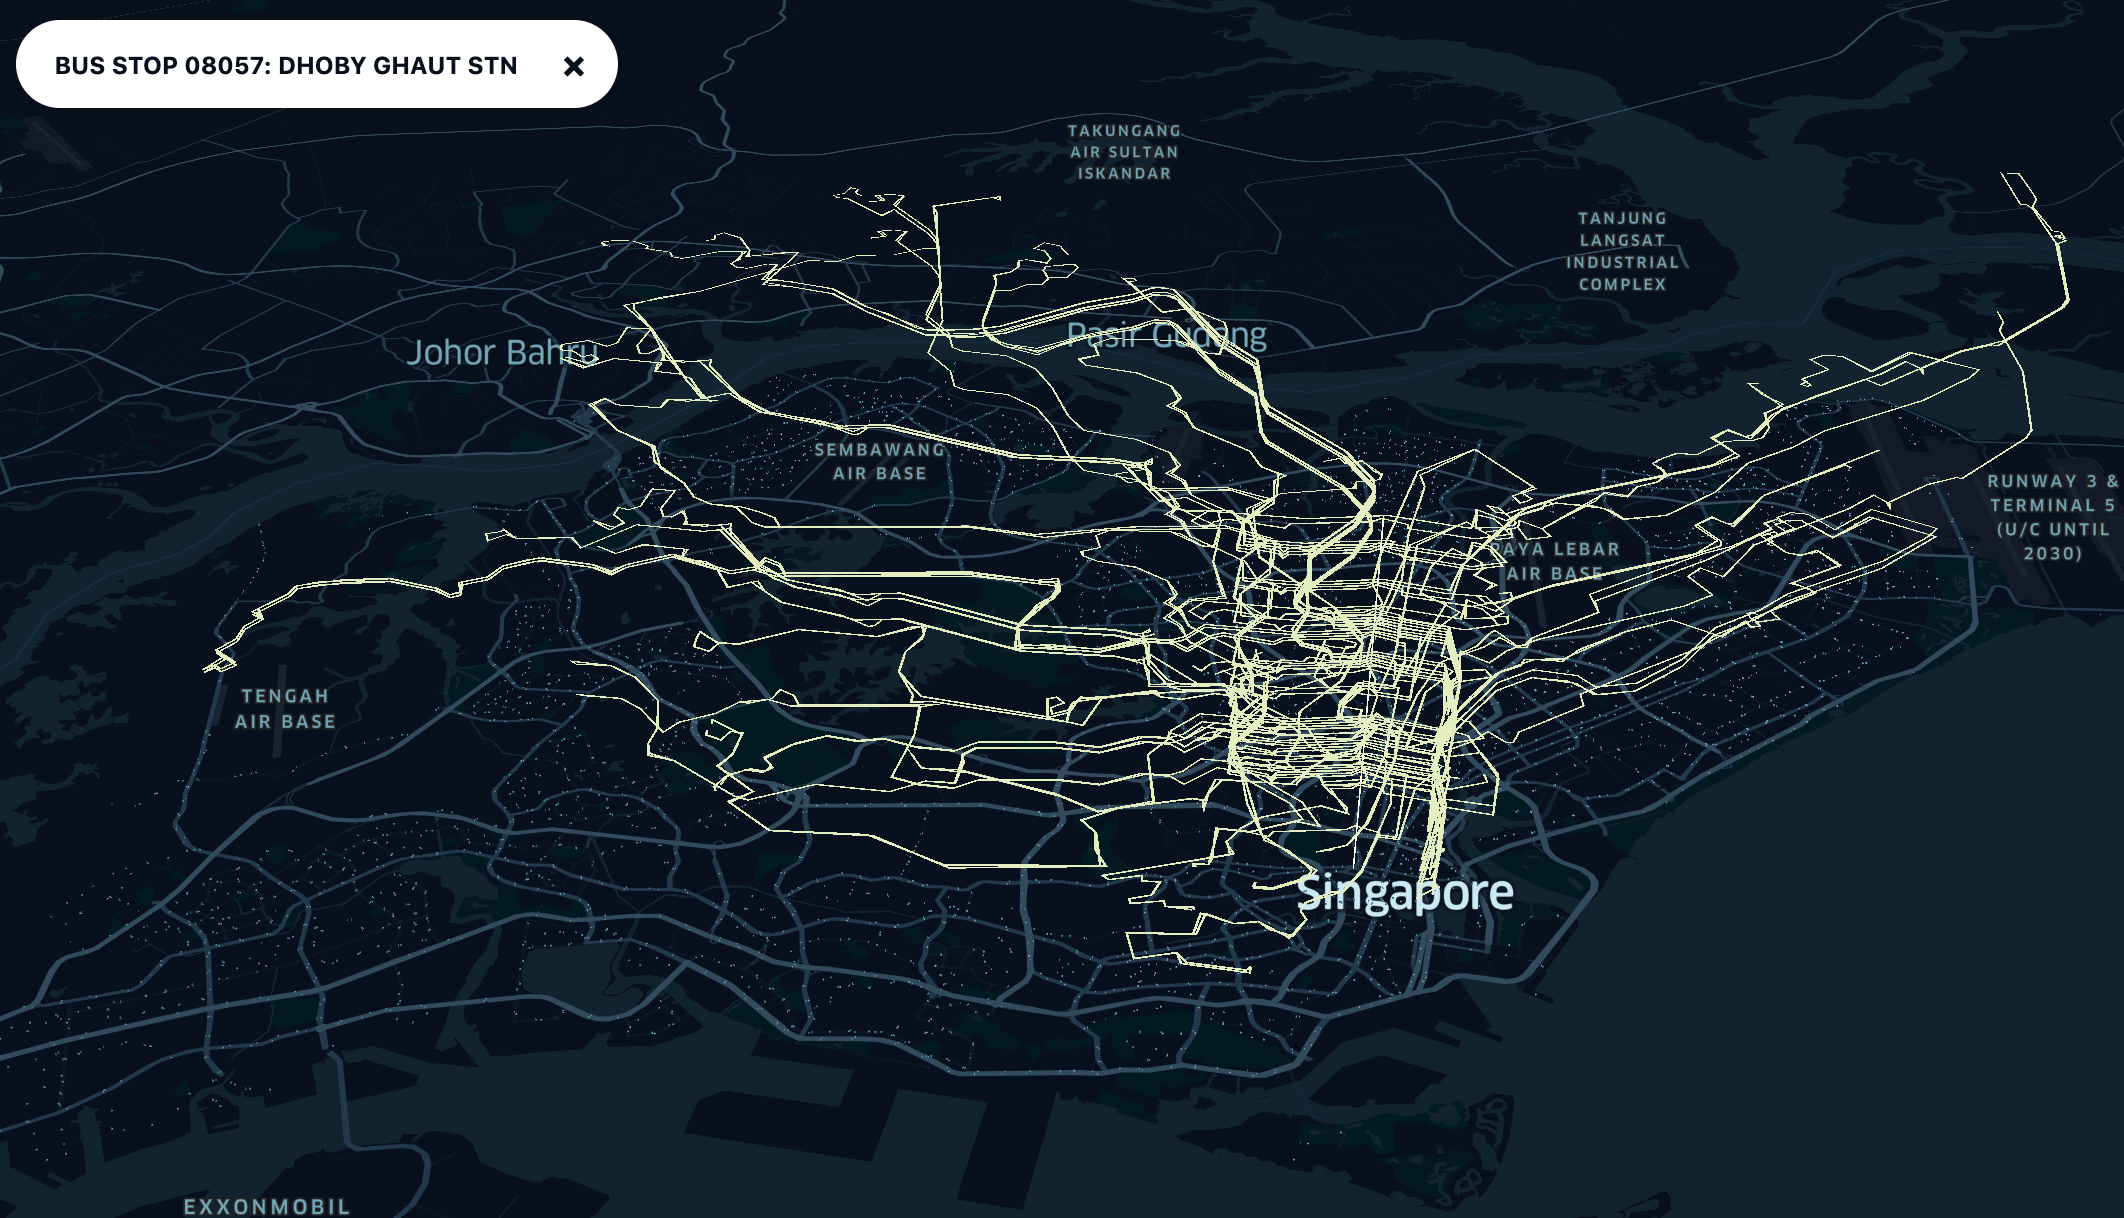 BUS STOP 08057: DHOBY GHAUT STN ×
TAKUNGANG
AIR SULTAN
ISKANDAR
TANJUNG
LANGSAT
INDUSTRIAL
COMPLEX
Johor Bahru
Pasir Gudang
SEMBAWANG
AIR BASE
RUNWAY 3 &
TERMINAL 5
(U/C UNTIL
2030)
PAYA LEBAR
AIR BASE
TENGAH
AIR BASE
Singapore
EXXONMOBIL